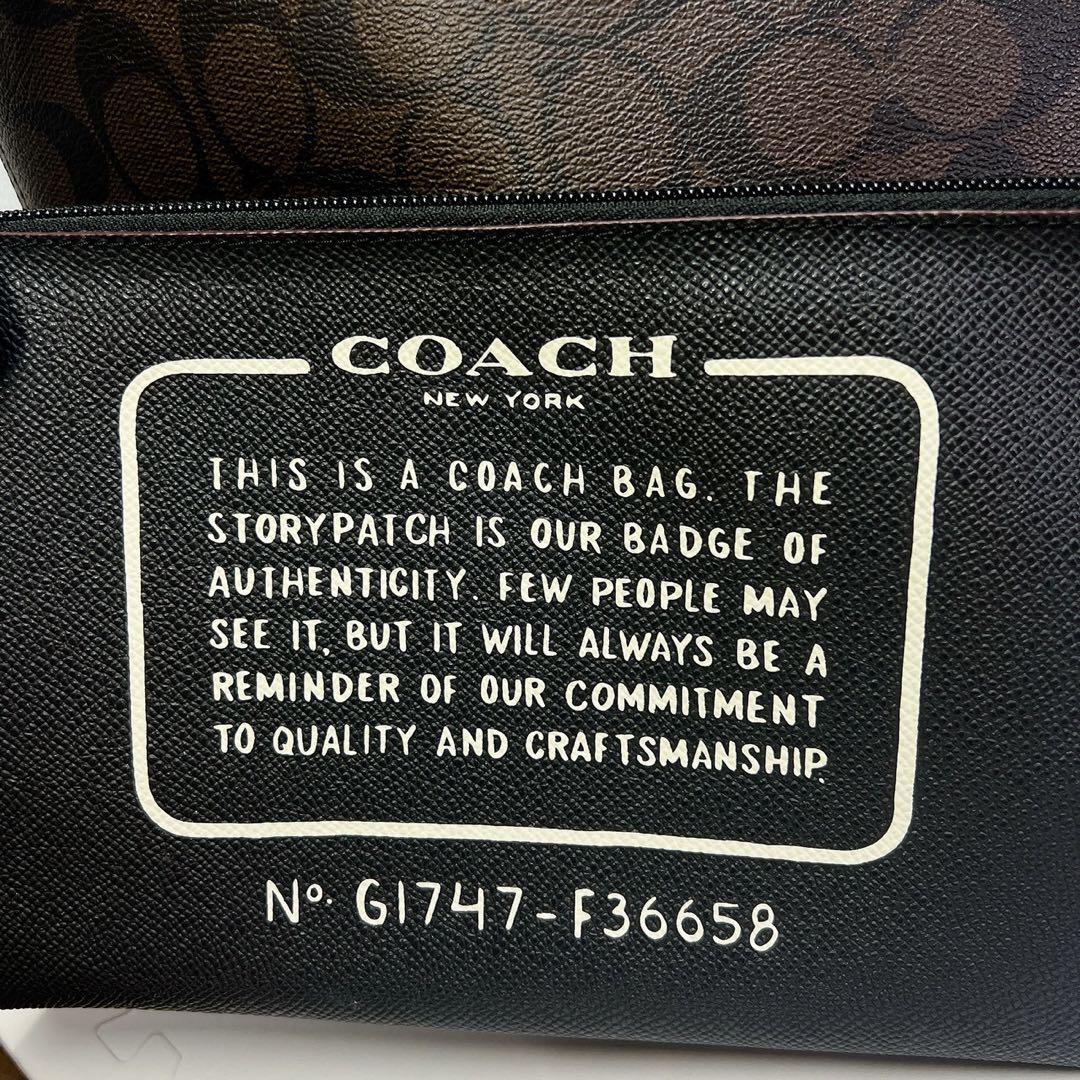 COACH
NEW YORK
THIS IS A COACH BAG. THE
STORYPATCH IS OUR BADGE OF
AUTHENTICITY. FEW PEOPLE MAY
SEE IT, BUT IT WILL ALWAYS BE A
REMINDER OF OUR COMMITMENT
TO QUALITY AND CRAFTSMANSHIP.
No. G1747-F36658